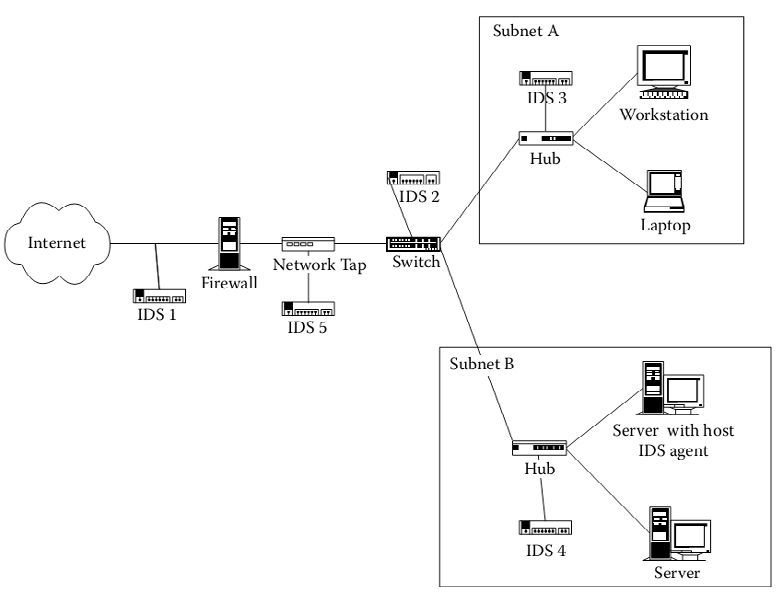 Subnet A
IDS 3
Workstation
Hub
Laptop
IDS 2
Internet
Firewall
Network Tap
Switch
IDS 1
IDS 5
Subnet B
Server with host
IDS agent
Hub
IDS 4
Server